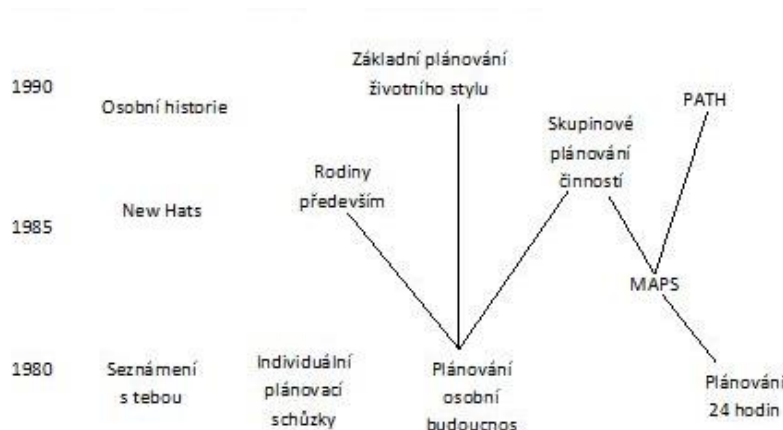 Základní plánování
životního stylu
1990
Osobní historie
PATH
Skupinové
plánování
činností
Rodiny
především
New Hats
1985
MAPS
1980
Seznámení
s tebou
Individuální
plánovací
schůzky
Plánování
osobní
budoucnos
Plánování
24 hodin